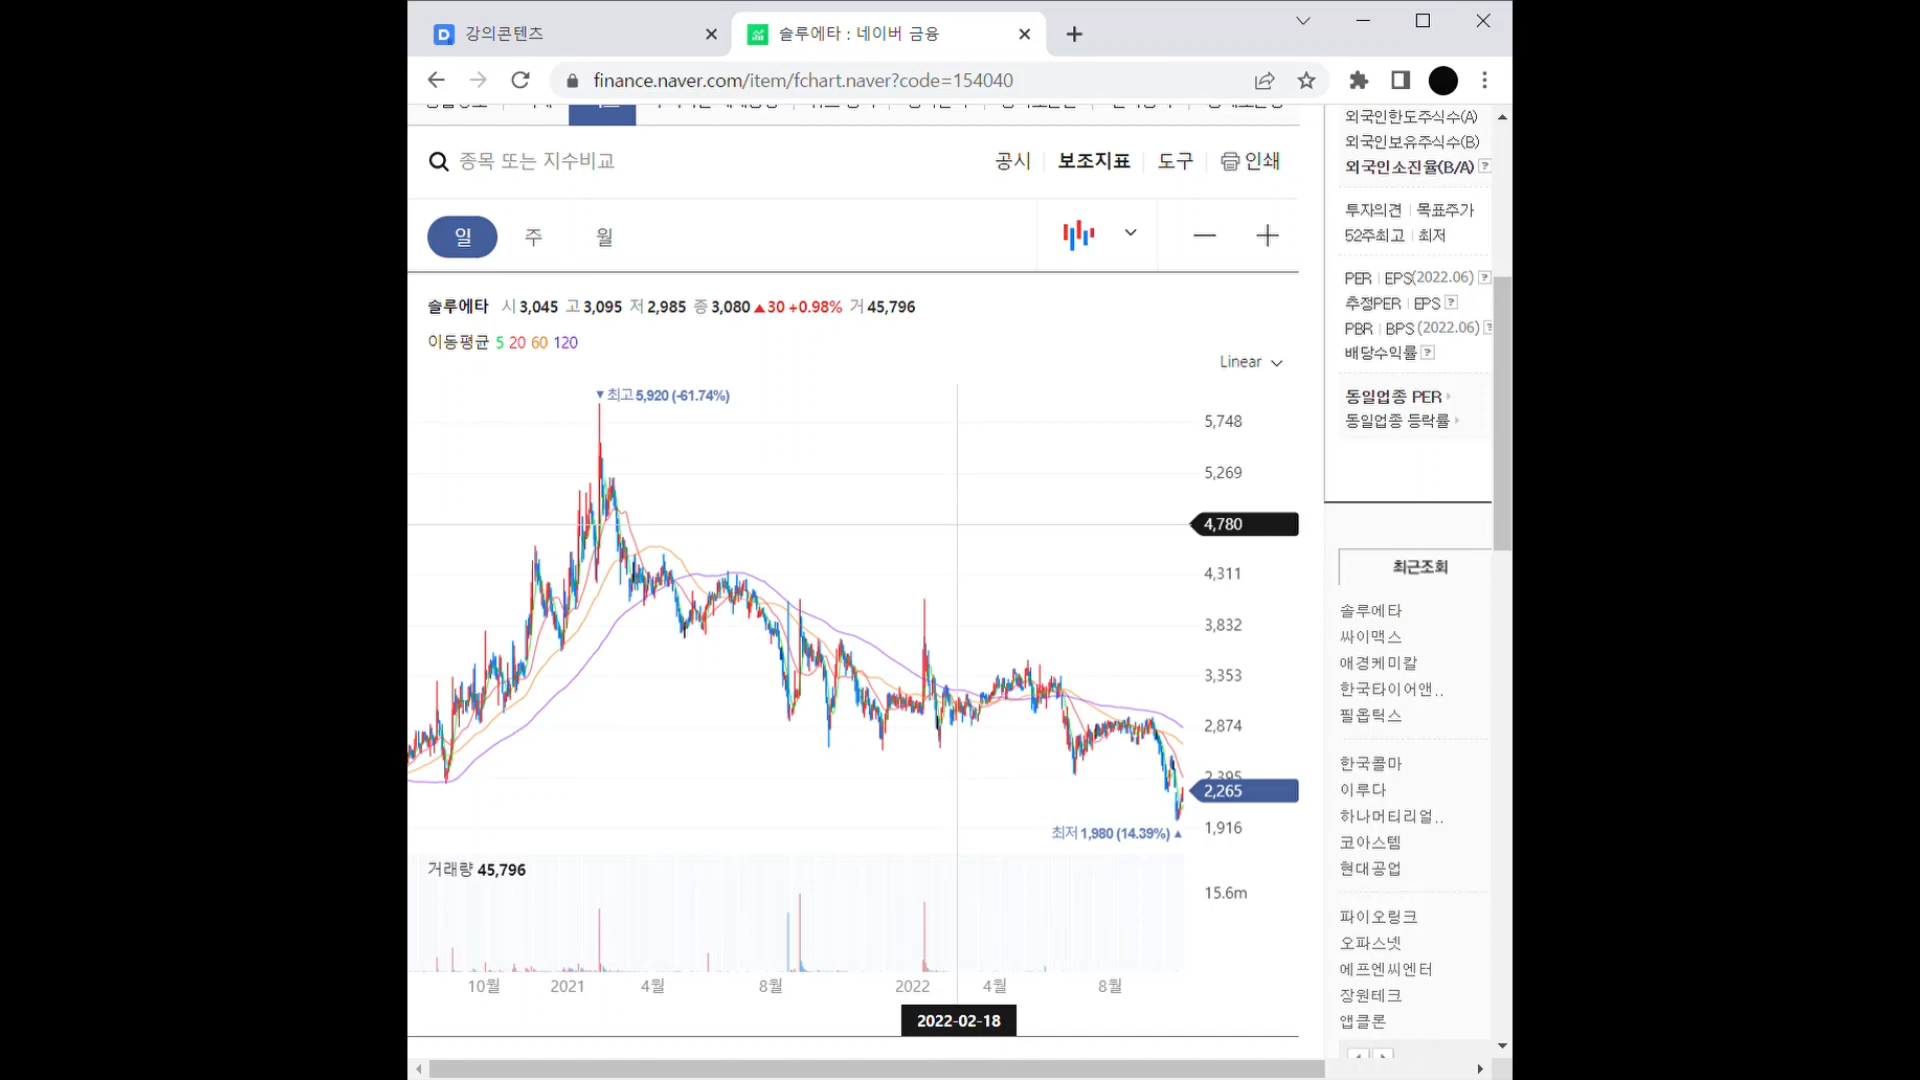 강의콘텐츠
솔루에타 : 네이버 금융
finance.naver.com/item/fchart.naver?code=154040
종목 또는 지수비교
공시 보조지표 도구 인쇄
일 주 월
솔루에타 시 3,045 고 3,095 저 2,985 종 3,080 ▲30 +0.98% 거 45,796
이동평균 5 20 60 120
Linear
▼최고 5,920 (-61.74%)
5,748
5,269
4,780
4,311
3,832
3,353
2,874
2,395
2,265
최저 1,980 (14.39%) ▲
1,916
거래량 45,796
15.6m
10월 2021 4월 8월 2022 4월 8월
2022-02-18
외국인한도주식수(A)
외국인보유주식수(B)
외국인소진율(B/A) ?
투자의견 | 목표주가
52주최고 | 최저
PER | EPS(2022.06) ?
추정PER | EPS ?
PBR | BPS (2022.06) ?
배당수익률 ?
동일업종 PER
동일업종 등락률
최근조회
솔루에타
싸이맥스
애경케미칼
한국타이어앤..
필옵틱스
한국콜마
이루다
하나머티리얼..
코아스템
현대공업
파이오링크
오파스넷
에프엔씨엔터
장원테크
앱클론